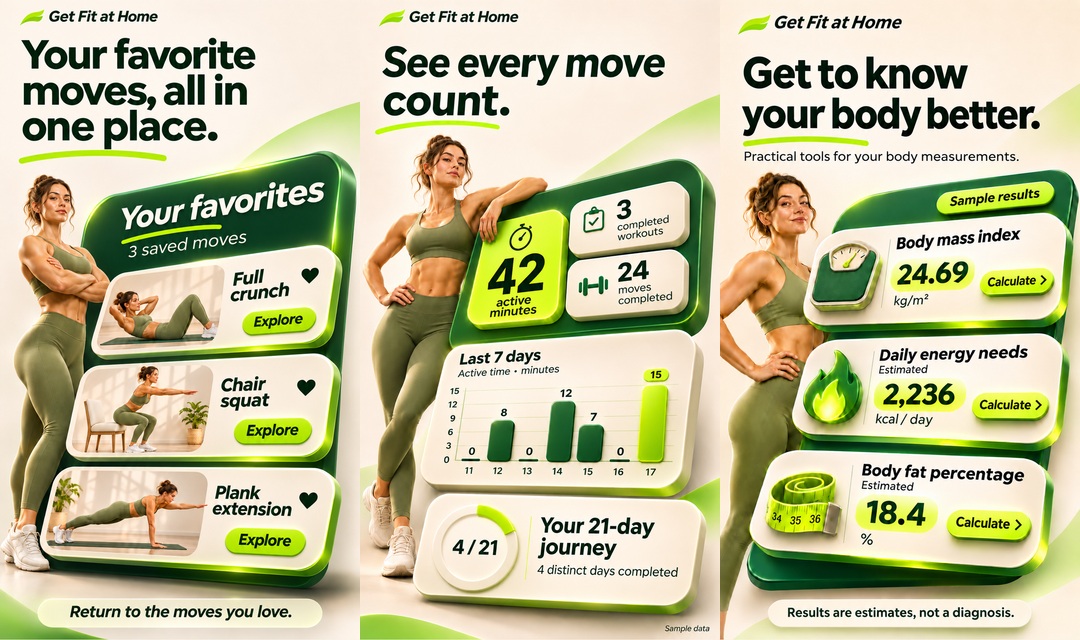 Get Fit at Home
Your favorite
moves, all in
one place.
Your favorites
3 saved moves
Full
crunch
Explore
Chair
squat
Explore
Plank
extension
Explore
Return to the moves you love.
Get Fit at Home
See every move
count.
42
active
minutes
3
completed
workouts
24
moves
completed
Last 7 days
Active time • minutes
15
12
9
6
3
0
0
8
0
12
7
0
15
11
12
13
14
15
16
17
4 / 21
Your 21-day
journey
4 distinct days completed
Sample data
Get Fit at Home
Get to know
your body better.
Practical tools for your body measurements.
Sample results
Body mass index
24.69
kg/m²
Calculate >
Daily energy needs
Estimated
2,236
kcal / day
Calculate >
34 35 36
Body fat percentage
Estimated
18.4
%
Calculate >
Results are estimates, not a diagnosis.